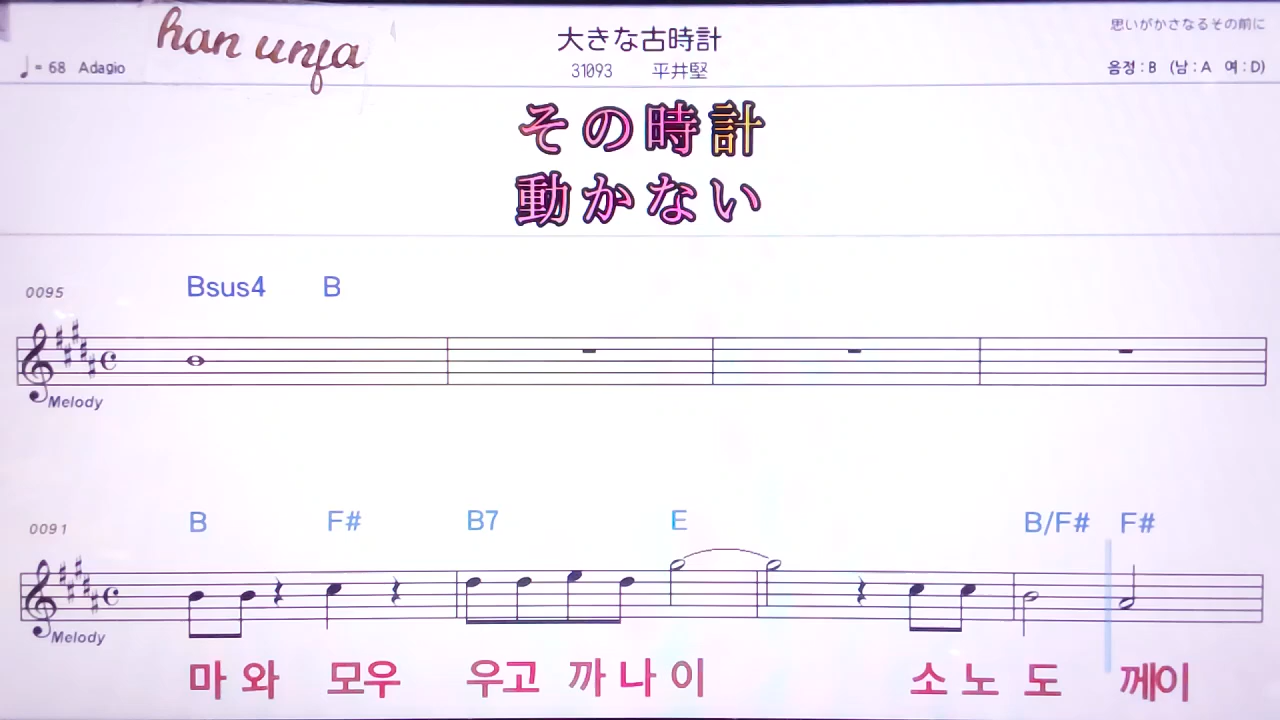 han unja
大きな古時計
思いがかさなるその前に
♩= 68 Adagio
31093 平井堅
음정 : B (남 : A 여 : D)
その時計
動かない
0095
Bsus4 B
Melody
0091
B F# B7 E B/F# F#
Melody
마 와 모우 우고 까 나 이 소 노 도 께이